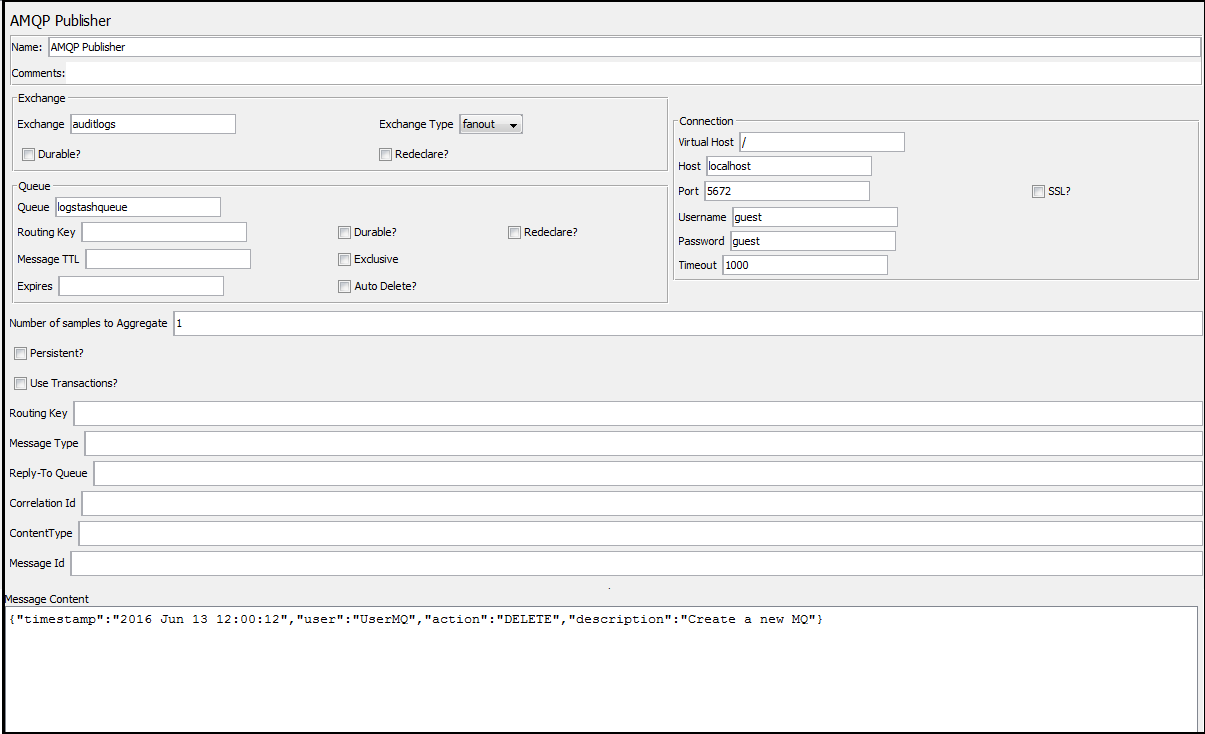 AMQP Publisher
Name: AMQP Publisher
Comments:
Exchange
Exchange auditlogs Exchange Type fanout
Durable? Redeclare?
Queue
Queue logstashqueue
Routing Key Durable? Redeclare?
Message TTL Exclusive
Expires Auto Delete?
Connection
Virtual Host /
Host localhost
Port 5672 SSL?
Username guest
Password guest
Timeout 1000
Number of samples to Aggregate 1
Persistent?
Use Transactions?
Routing Key
Message Type
Reply-To Queue
Correlation Id
ContentType
Message Id
Message Content
{"timestamp":"2016 Jun 13 12:00:12","user":"UserMQ","action":"DELETE","description":"Create a new MQ"}